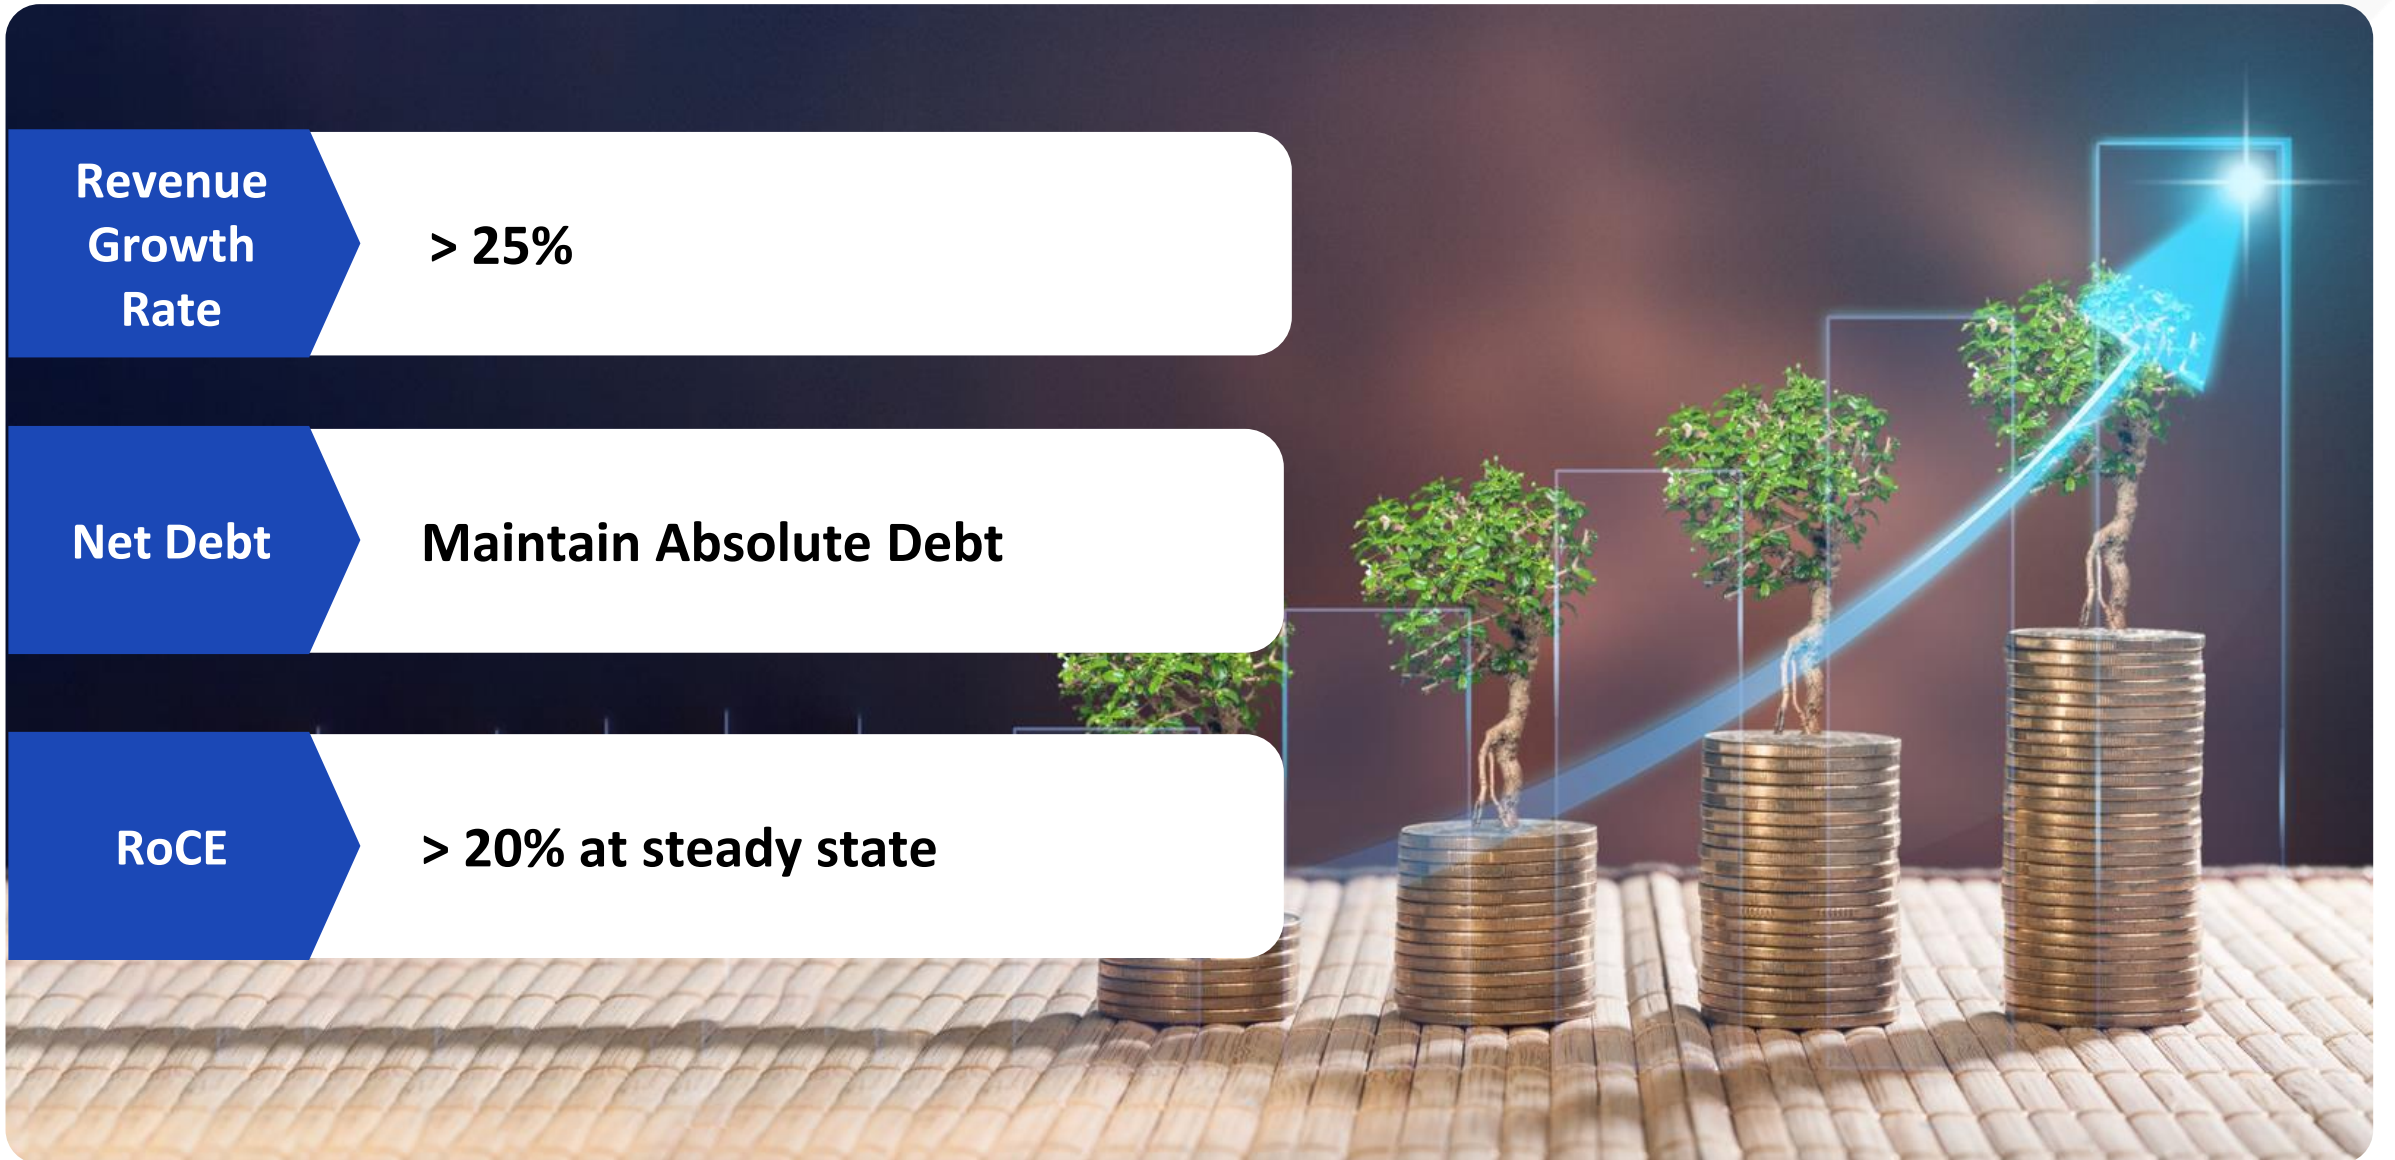 Revenue
Growth
Rate
> 25%
Net Debt
Maintain Absolute Debt
RoCE
> 20% at steady state